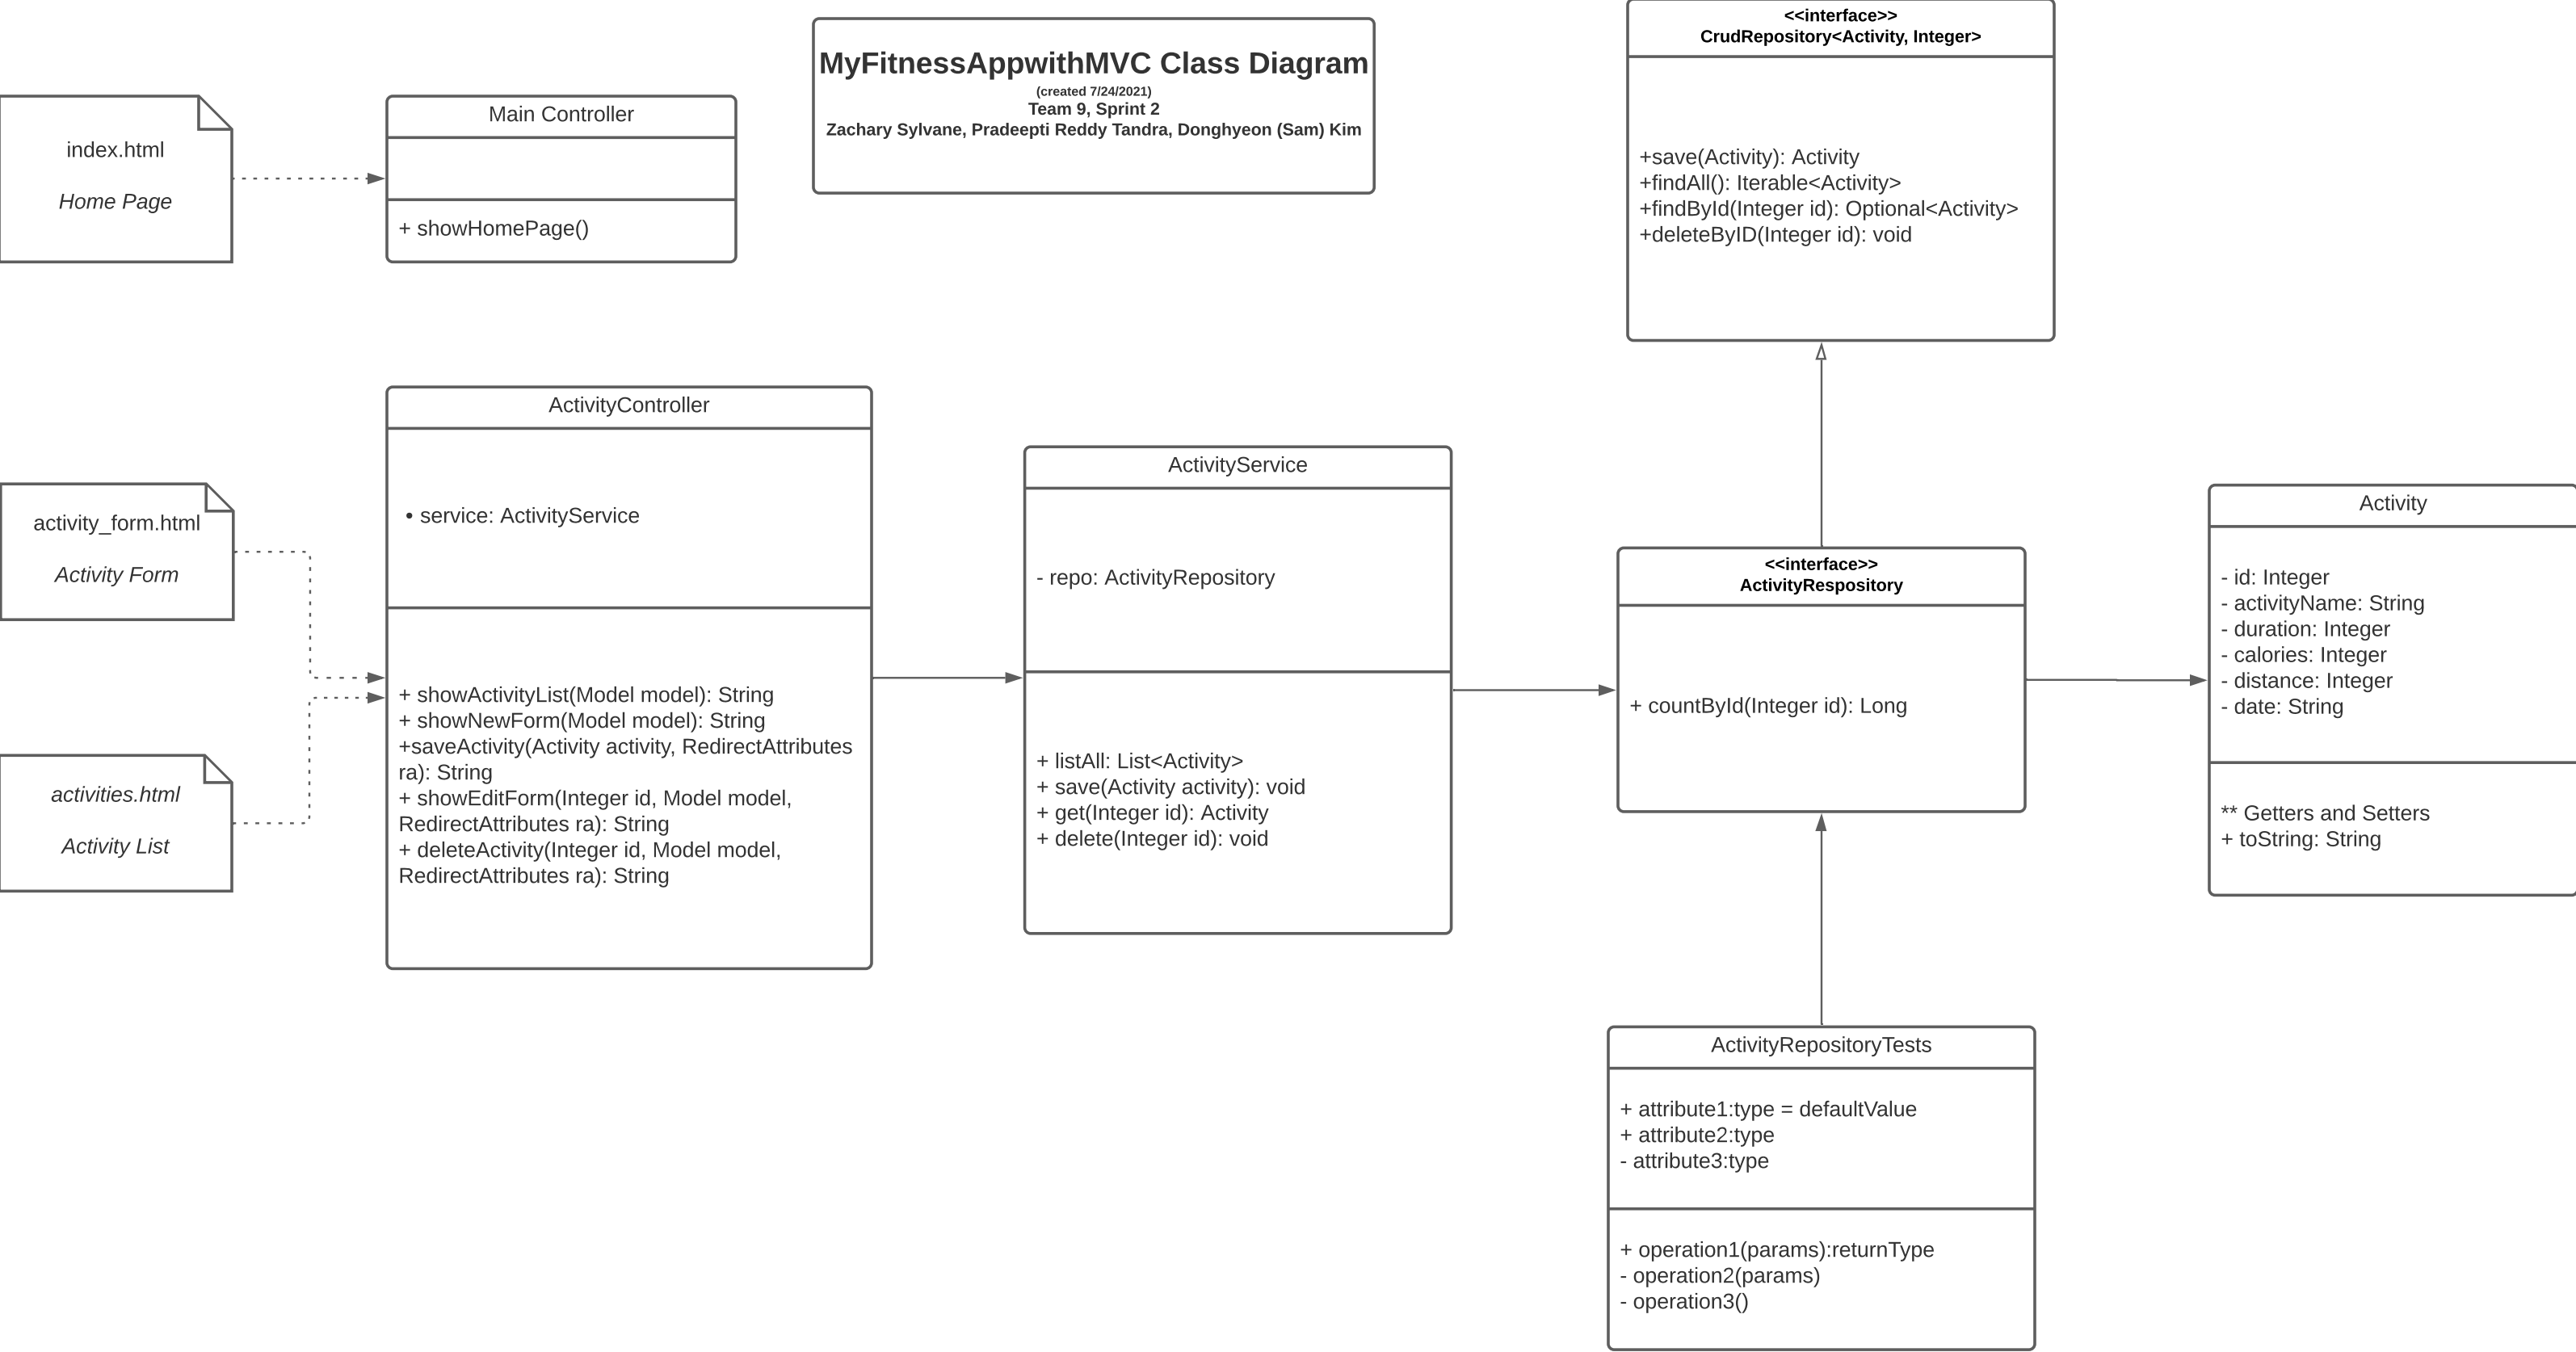 MyFitnessAppwithMVC Class Diagram
(created 7/24/2021)
Team 9, Sprint 2
Zachary Sylvane, Pradeepti Reddy Tandra, Donghyeon (Sam) Kim
<<interface>>
CrudRepository<Activity, Integer>
+save(Activity): Activity
+findAll(): Iterable<Activity>
+findById(Integer id): Optional<Activity>
+deleteByID(Integer id): void
index.html
Home Page
Main Controller
+ showHomePage()
activity_form.html
Activity Form
activities.html
Activity List
ActivityController
• service: ActivityService
+ showActivityList(Model model): String
+ showNewForm(Model model): String
+saveActivity(Activity activity, RedirectAttributes
ra): String
+ showEditForm(Integer id, Model model,
RedirectAttributes ra): String
+ deleteActivity(Integer id, Model model,
RedirectAttributes ra): String
ActivityService
- repo: ActivityRepository
+ listAll: List<Activity>
+ save(Activity activity): void
+ get(Integer id): Activity
+ delete(Integer id): void
<<interface>>
ActivityRespository
+ countById(Integer id): Long
Activity
- id: Integer
- activityName: String
- duration: Integer
- calories: Integer
- distance: Integer
- date: String
** Getters and Setters
+ toString: String
ActivityRepositoryTests
+ attribute1:type = defaultValue
+ attribute2:type
- attribute3:type
+ operation1(params):returnType
- operation2(params)
- operation3()